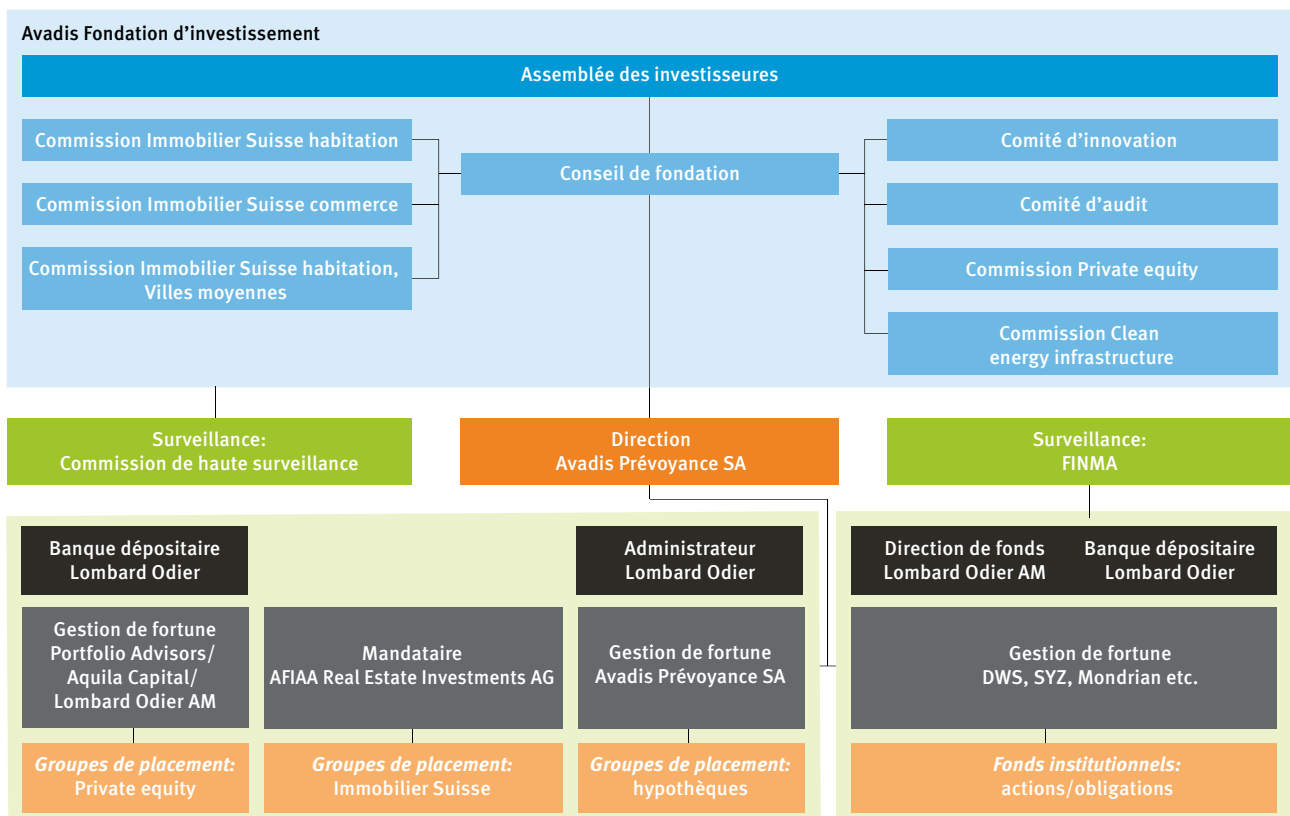 Avadis Fondation d'investissement
Assemblée des investisseures
Commission Immobilier Suisse habitation
Commission Immobilier Suisse commerce
Commission Immobilier Suisse habitation,
Villes moyennes
Conseil de fondation
Comité d'innovation
Comité d'audit
Commission Private equity
Commission Clean
energy infrastructure
Surveillance:
Commission de haute surveillance
Direction
Avadis Prévoyance SA
Surveillance:
FINMA
Banque dépositaire
Lombard Odier
Gestion de fortune
Portfolio Advisors/
Aquila Capital/
Lombard Odier AM
Groupes de placement:
Private equity
Mandataire
AFIAA Real Estate Investments AG
Groupes de placement:
Immobilier Suisse
Administrateur
Lombard Odier
Gestion de fortune
Avadis Prévoyance SA
Groupes de placement:
hypothèques
Direction de fonds
Lombard Odier AM
Banque dépositaire
Lombard Odier
Gestion de fortune
DWS, SYZ, Mondrian etc.
Fonds institutionnels:
actions/obligations